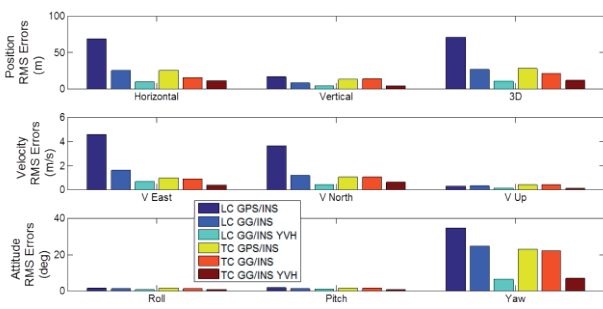 Position
RMS Errors
(m)
100
50
0
Horizontal
Vertical
3D
Velocity
RMS Errors
(m/s)
6
4
2
0
V East
V North
V Up
Attitude
RMS Errors
(deg)
40
20
0
Roll
Pitch
Yaw
LC GPS/INS
LC GG/INS
LC GG/INS YVH
TC GPS/INS
TC GG/INS
TC GG/INS YVH